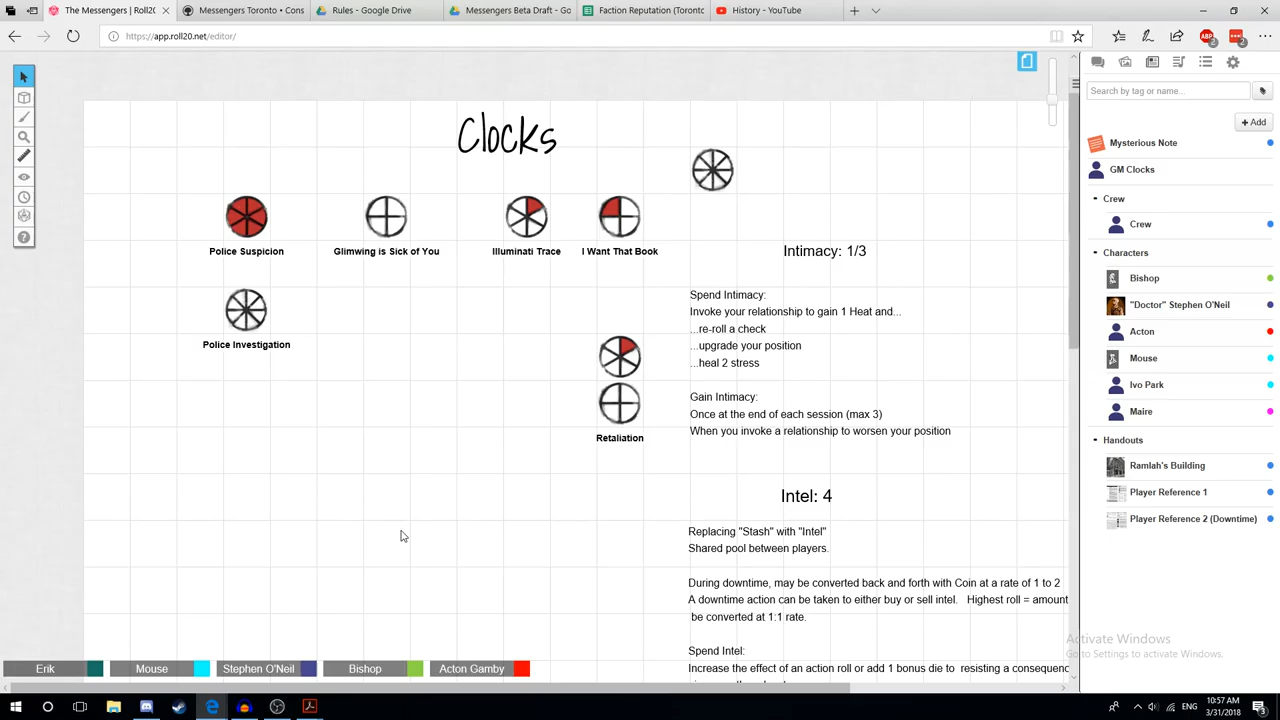 The Messengers | Roll20
Messengers Toronto • Cons
Rules - Google Drive
Messengers Beta Draft - Go
Faction Reputation (Toronto
History - YouTube
https://app.roll20.net/editor/
ABP
2
2
Search by tag or name...
+ Add
Mysterious Note
GM Clocks
Crew
Crew
Characters
Bishop
"Doctor" Stephen O'Neil
Acton
Mouse
Ivo Park
Maire
Handouts
Ramlah's Building
Player Reference 1
Player Reference 2 (Downtime)
Clocks
Police Suspicion
Glimwing is Sick of You
Illuminati Trace
I Want That Book
Police Investigation
Retaliation
Intimacy: 1/3
Spend Intimacy:
Invoke your relationship to gain 1 Heat and...
...re-roll a check
...upgrade your position
...heal 2 stress
Gain Intimacy:
Once at the end of each session (max 3)
When you invoke a relationship to worsen your position
Intel: 4
Replacing "Stash" with "Intel"
Shared pool between players.
During downtime, may be converted back and forth with Coin at a rate of 1 to 2
A downtime action can be taken to either buy or sell intel. Highest roll = amount
be converted at 1:1 rate.
Spend Intel:
Increase the effect of an action roll or add 1 bonus die to resisting a consequenc
Activate Windows
Go to Settings to activate Windows.
Erik
Mouse
Stephen O'Neil
Bishop
Acton Gamby
ENG
10:57 AM
3/31/2018
3